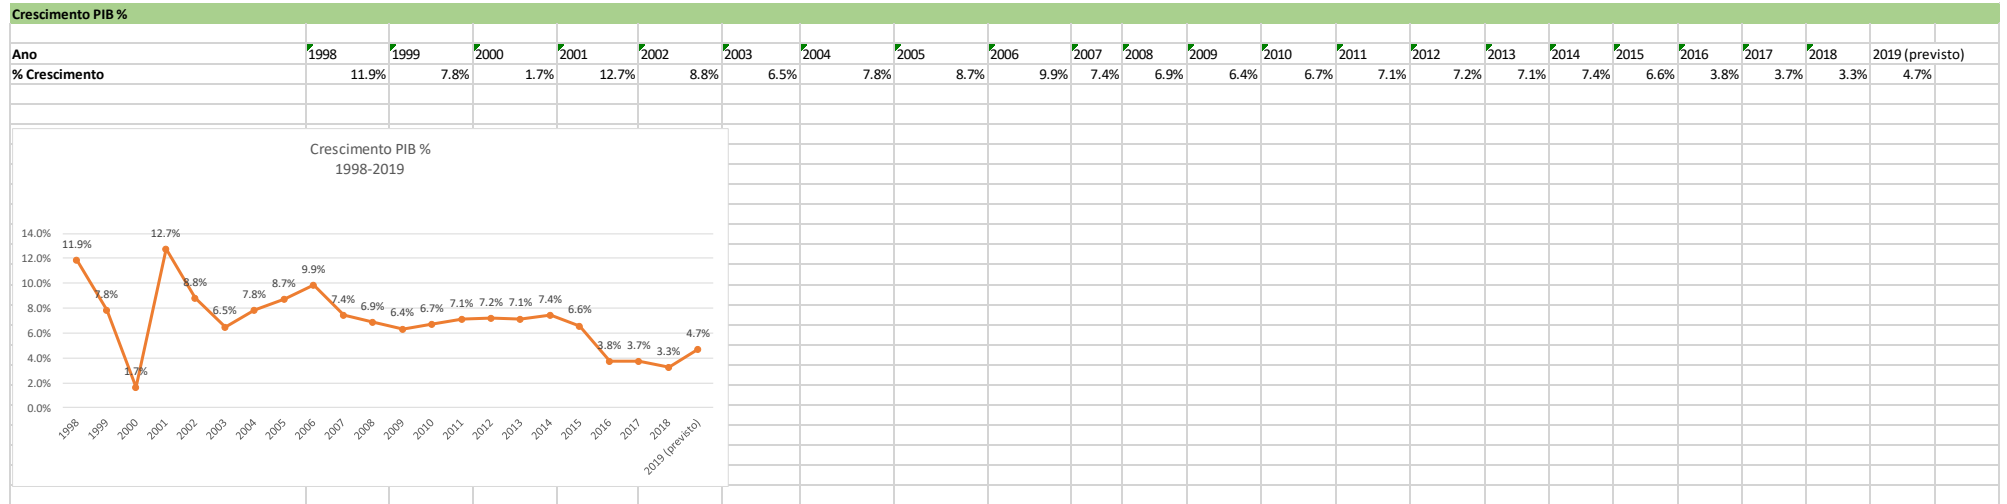 Crescimento PIB %
Ano 1998 1999 2000 2001 2002 2003 2004 2005 2006 2007 2008 2009 2010 2011 2012 2013 2014 2015 2016 2017 2018 2019 (previsto)
% Crescimento 11.9% 7.8% 1.7% 12.7% 8.8% 6.5% 7.8% 8.7% 9.9% 7.4% 6.9% 6.4% 6.7% 7.1% 7.2% 7.1% 7.4% 6.6% 3.8% 3.7% 3.3% 4.7%
Crescimento PIB %
1998-2019
14.0%
12.0%
10.0%
8.0%
6.0%
4.0%
2.0%
0.0%
11.9% 7.8% 1.7% 12.7% 8.8% 6.5% 7.8% 8.7% 9.9% 7.4% 6.9% 6.4% 6.7% 7.1% 7.2% 7.1% 7.4% 6.6% 3.8% 3.7% 3.3% 4.7%
1998 1999 2000 2001 2002 2003 2004 2005 2006 2007 2008 2009 2010 2011 2012 2013 2014 2015 2016 2017 2018 2019 (previsto)